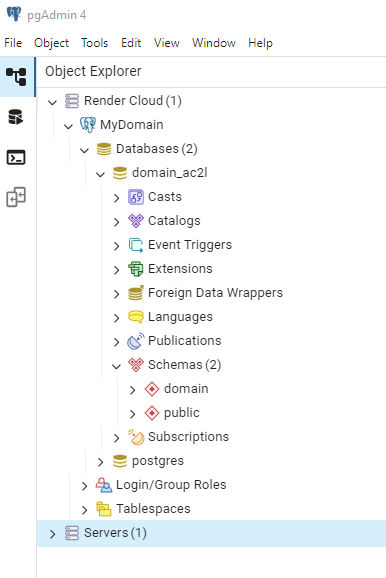 pgAdmin 4
File Object Tools Edit View Window Help
Object Explorer
Render Cloud (1)
MyDomain
Databases (2)
domain_ac2l
Casts
Catalogs
Event Triggers
Extensions
Foreign Data Wrappers
Languages
Publications
Schemas (2)
domain
public
Subscriptions
postgres
Login/Group Roles
Tablespaces
Servers (1)